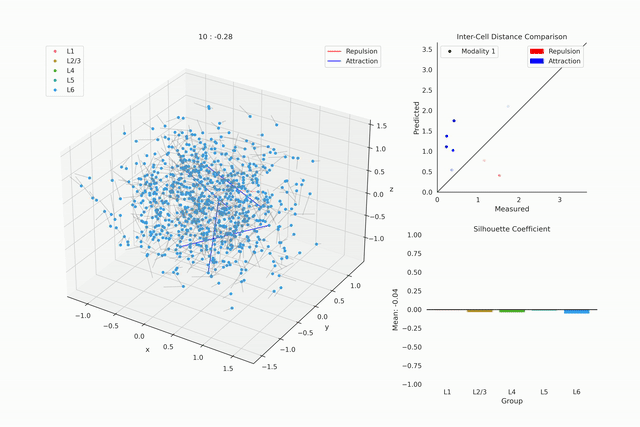 10 : -0.28
L1
L2/3
L4
L5
L6
Repulsion
Attraction
1.5
1.0
0.5
0.0
−0.5
−1.0
z
−1.0
−0.5
0.0
0.5
1.0
1.5
x
−1.5
−1.0
−0.5
0.0
0.5
1.0
y
Inter-Cell Distance Comparison
Modality 1
Repulsion
Attraction
3.5
3.0
2.5
2.0
1.5
1.0
0.5
0.0
Predicted
0 1 2 3
Measured
Silhouette Coefficient
1.00
0.75
0.50
0.25
0.00
−0.25
−0.50
−0.75
−1.00
Mean: -0.04
L1 L2/3 L4 L5 L6
Group